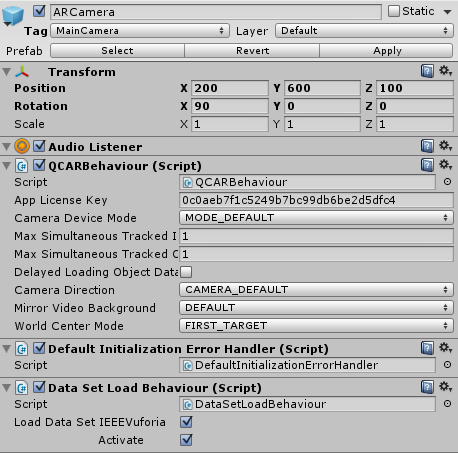 ARCamera Static
Tag MainCamera Layer Default
Prefab Select Revert Apply
Transform
Position X 200 Y 600 Z 100
Rotation X 90 Y 0 Z 0
Scale X 1 Y 1 Z 1
Audio Listener
QCARBehaviour (Script)
Script QCARBehaviour
App License Key 0c0aeb7f1c5249b7bc99db6be2d5dfc4
Camera Device Mode MODE_DEFAULT
Max Simultaneous Tracked I 1
Max Simultaneous Tracked O 1
Delayed Loading Object Data
Camera Direction CAMERA_DEFAULT
Mirror Video Background DEFAULT
World Center Mode FIRST_TARGET
Default Initialization Error Handler (Script)
Script DefaultInitializationErrorHandler
Data Set Load Behaviour (Script)
Script DataSetLoadBehaviour
Load Data Set IEEEVuforia
Activate